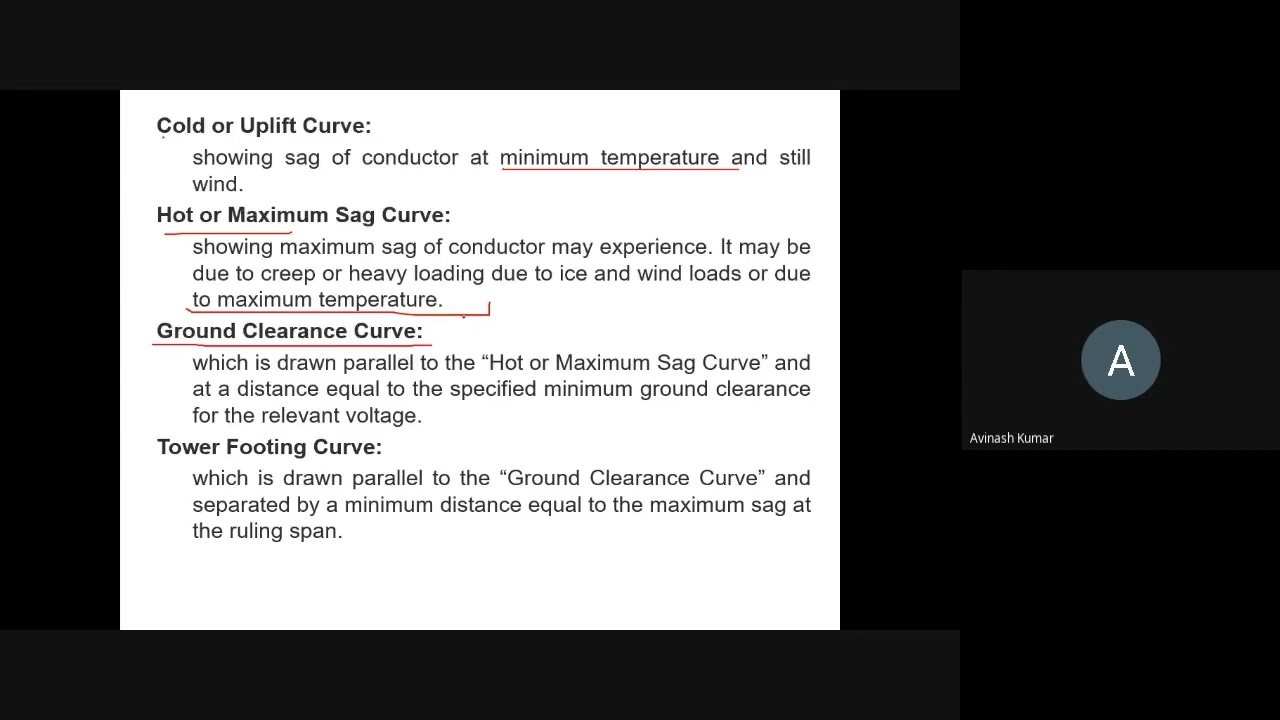 Cold or Uplift Curve:
showing sag of conductor at minimum temperature and still
wind.
Hot or Maximum Sag Curve:
showing maximum sag of conductor may experience. It may be
due to creep or heavy loading due to ice and wind loads or due
to maximum temperature.
Ground Clearance Curve:
which is drawn parallel to the “Hot or Maximum Sag Curve” and
at a distance equal to the specified minimum ground clearance
for the relevant voltage.
Tower Footing Curve:
which is drawn parallel to the “Ground Clearance Curve” and
separated by a minimum distance equal to the maximum sag at
the ruling span.
A
Avinash Kumar